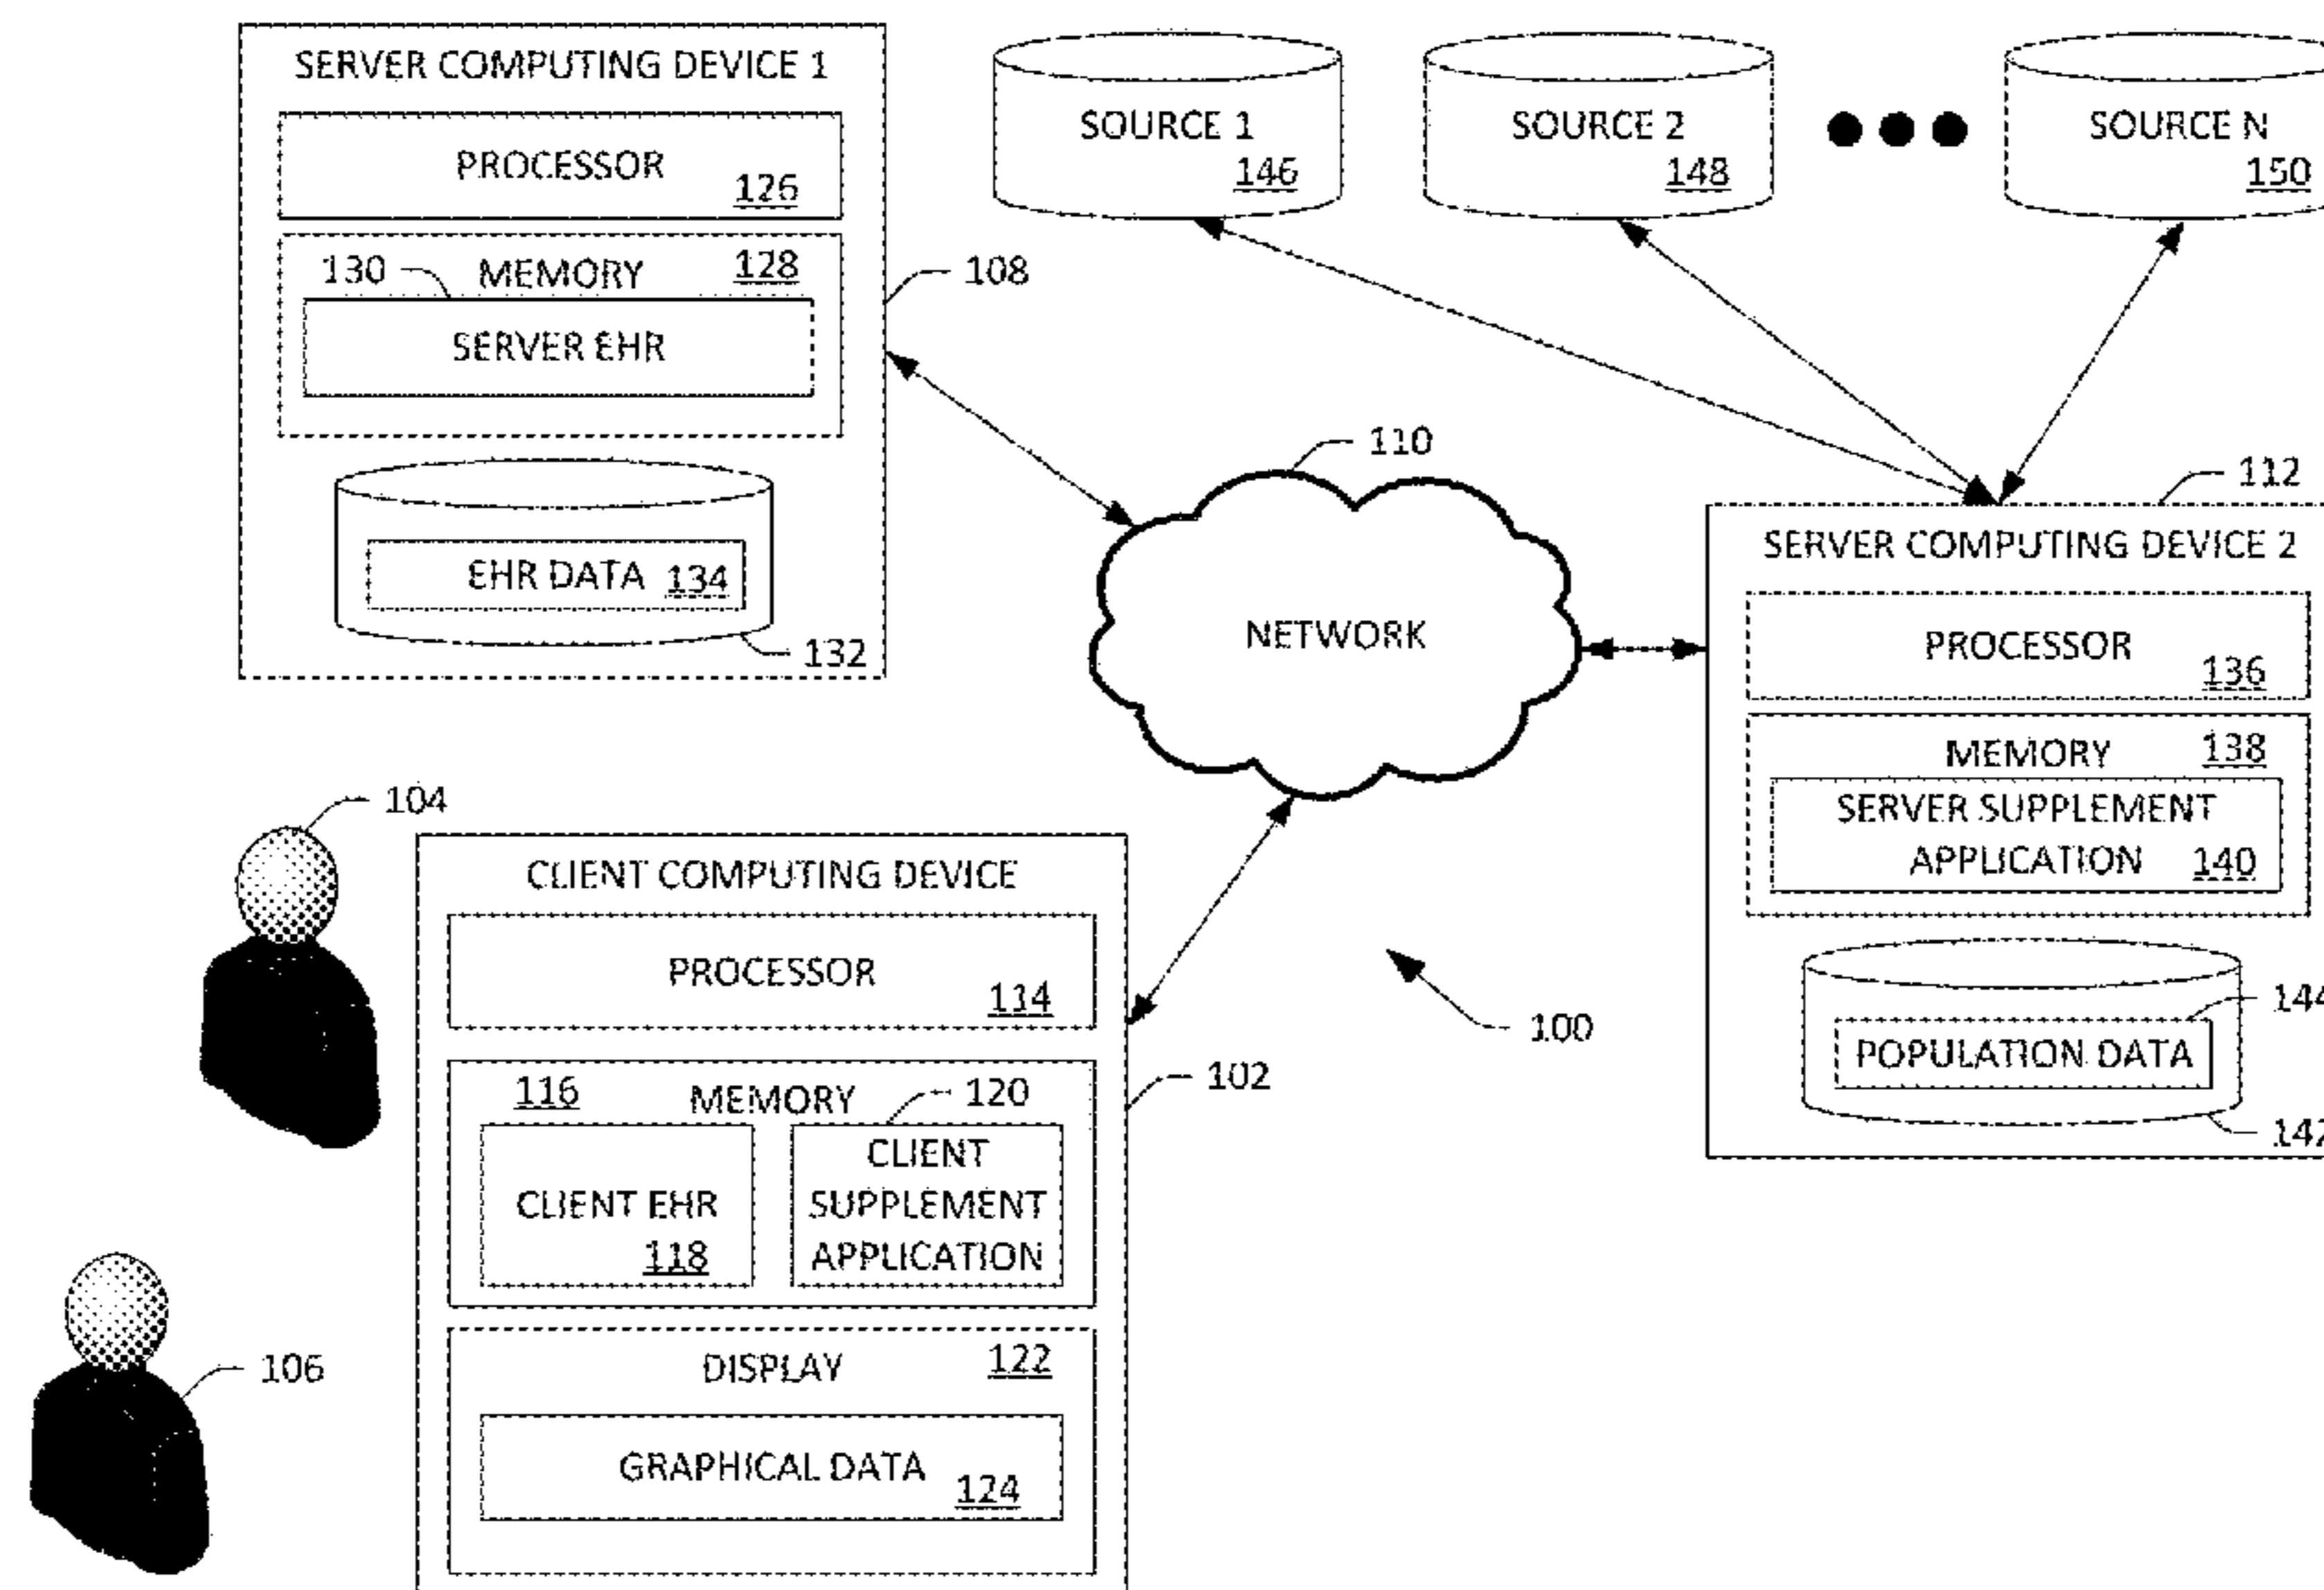 SERVER COMPUTING DEVICE 1
PROCESSOR
126
130
MEMORY
128
SERVER EHR
108
EHR DATA 134
132
SOURCE 1
146
SOURCE 2
148
SOURCE N
150
110
NETWORK
112
SERVER COMPUTING DEVICE 2
PROCESSOR
136
MEMORY
138
SERVER SUPPLEMENT
APPLICATION 140
144
POPULATION DATA
142
104
CLIENT COMPUTING DEVICE
PROCESSOR
114
100
102
116
MEMORY
120
CLIENT EHR
118
CLIENT
SUPPLEMENT
APPLICATION
106
DISPLAY
122
GRAPHICAL DATA
124